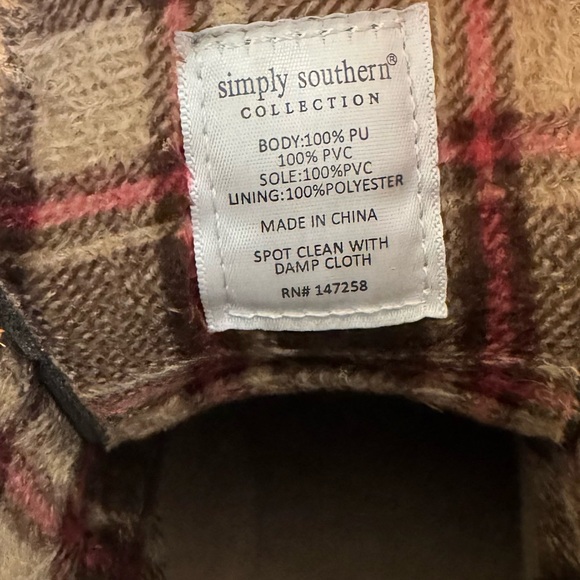 simply southern®
COLLECTION
BODY:100% PU
100% PVC
SOLE:100%PVC
LINING:100%POLYESTER
MADE IN CHINA
SPOT CLEAN WITH
DAMP CLOTH
RN# 147258